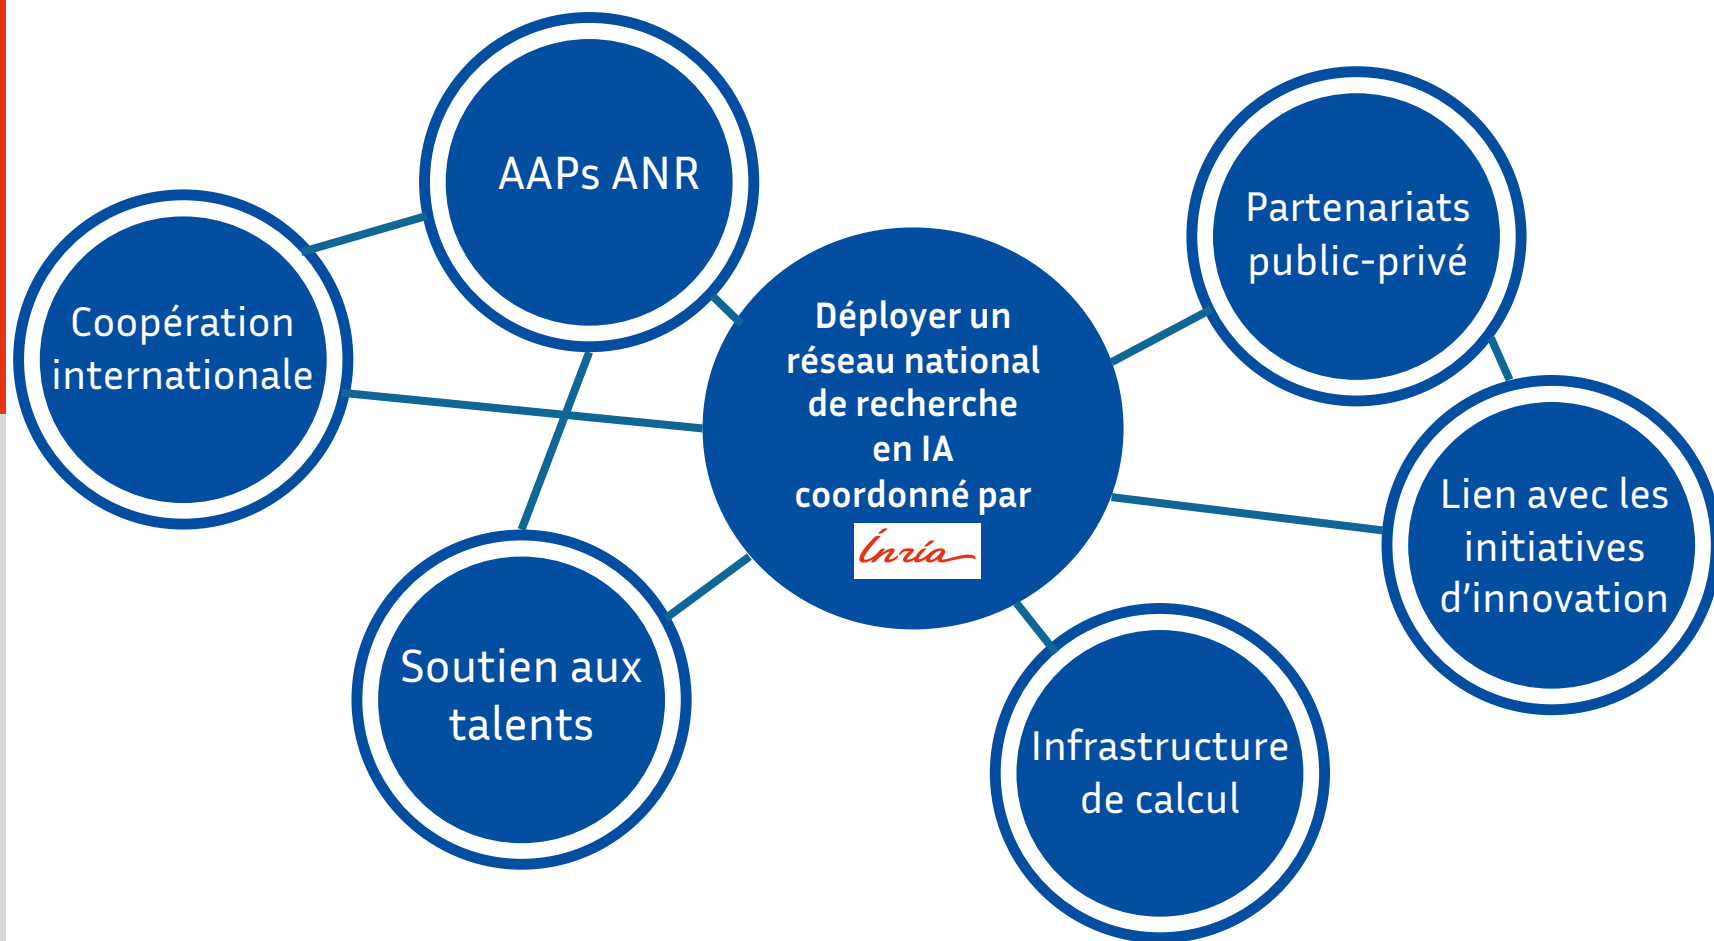 AAPs ANR
Partenariats
public-privé
Coopération
internationale
Déployer un
réseau national
de recherche
en IA
coordonné par
Inría
Lien avec les
initiatives
d’innovation
Soutien aux
talents
Infrastructure
de calcul